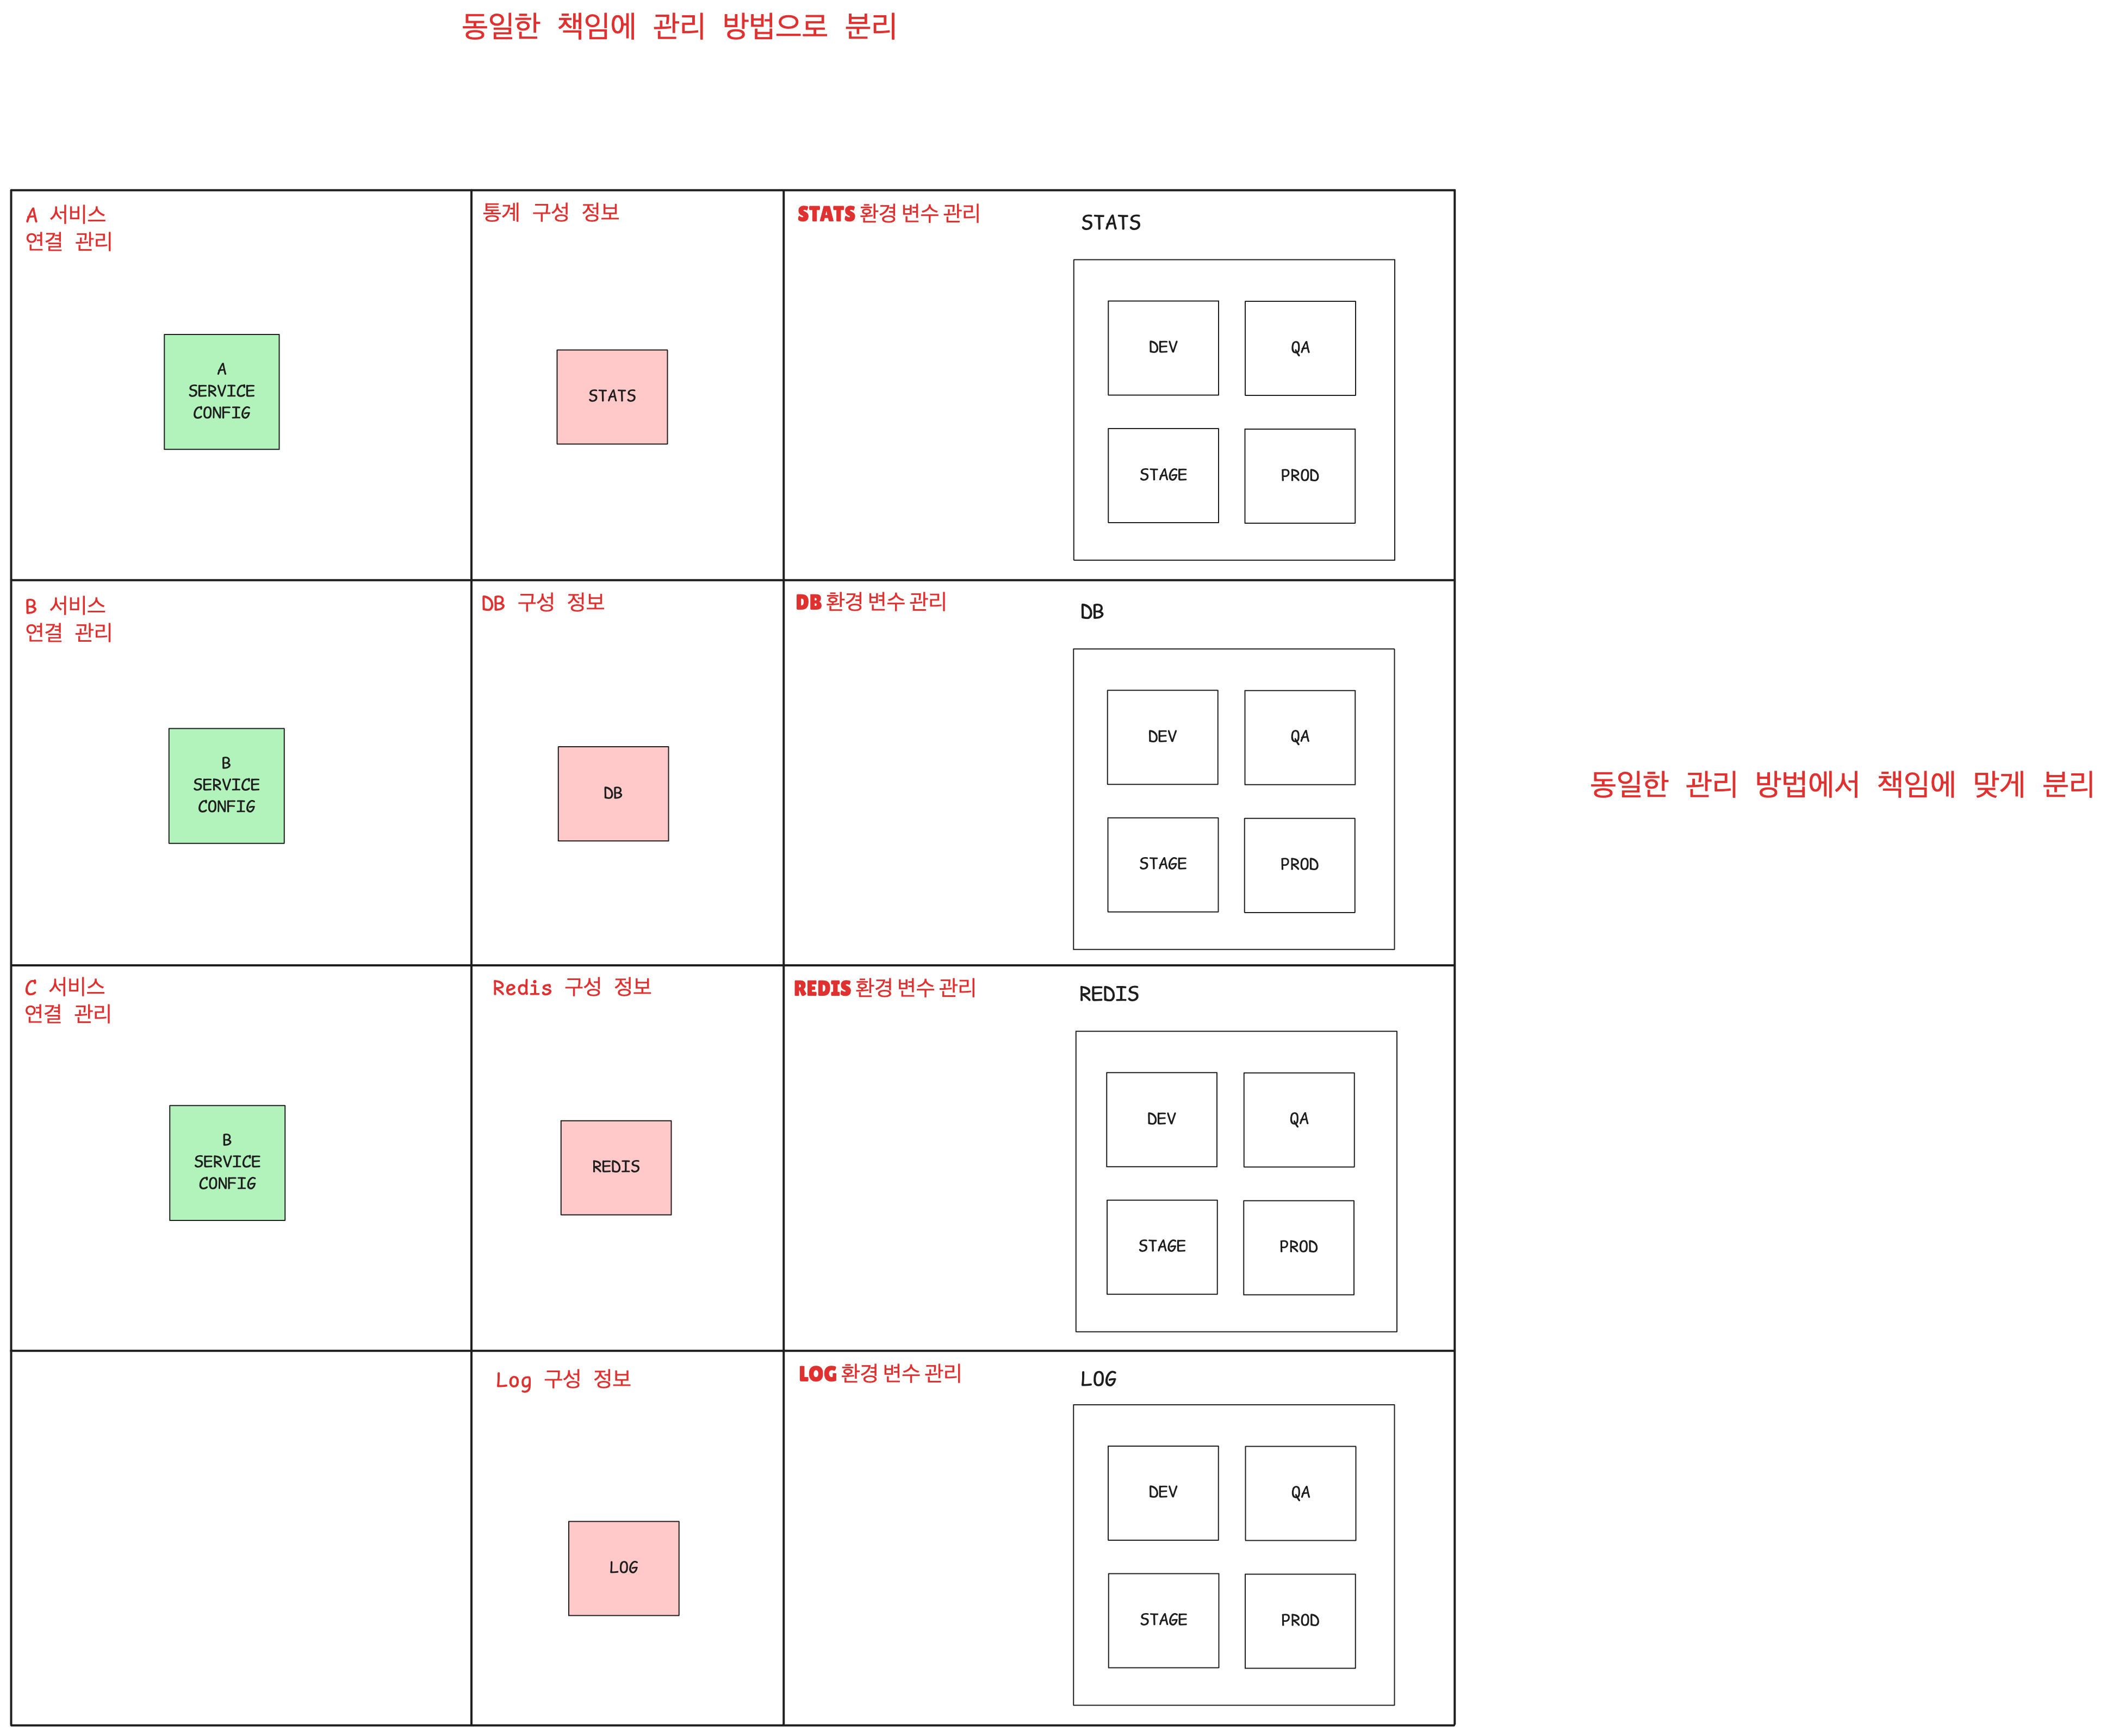 동일한 책임에 관리 방법으로 분리
A 서비스
연결 관리
A
SERVICE
CONFIG
통계 구성 정보
STATS
STATS 환경 변수 관리
STATS
DEV
QA
STAGE
PROD
B 서비스
연결 관리
B
SERVICE
CONFIG
DB 구성 정보
DB
DB 환경 변수 관리
DB
DEV
QA
STAGE
PROD
동일한 관리 방법에서 책임에 맞게 분리
C 서비스
연결 관리
B
SERVICE
CONFIG
Redis 구성 정보
REDIS
REDIS 환경 변수 관리
REDIS
DEV
QA
STAGE
PROD
Log 구성 정보
LOG
LOG 환경 변수 관리
LOG
DEV
QA
STAGE
PROD